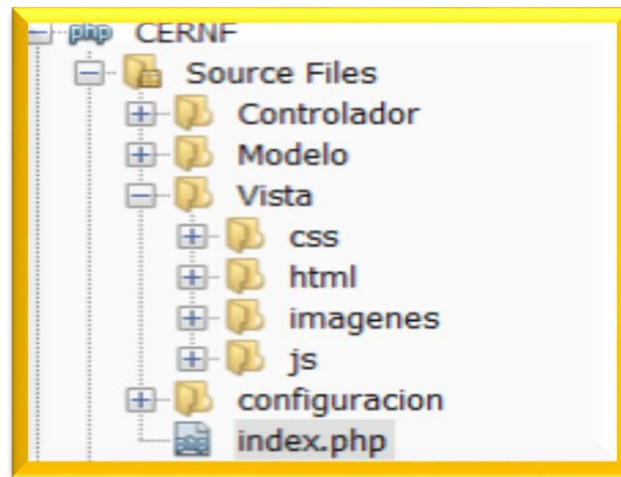 php CERNF
Source Files
Controlador
Modelo
Vista
css
html
imagenes
js
configuracion
index.php